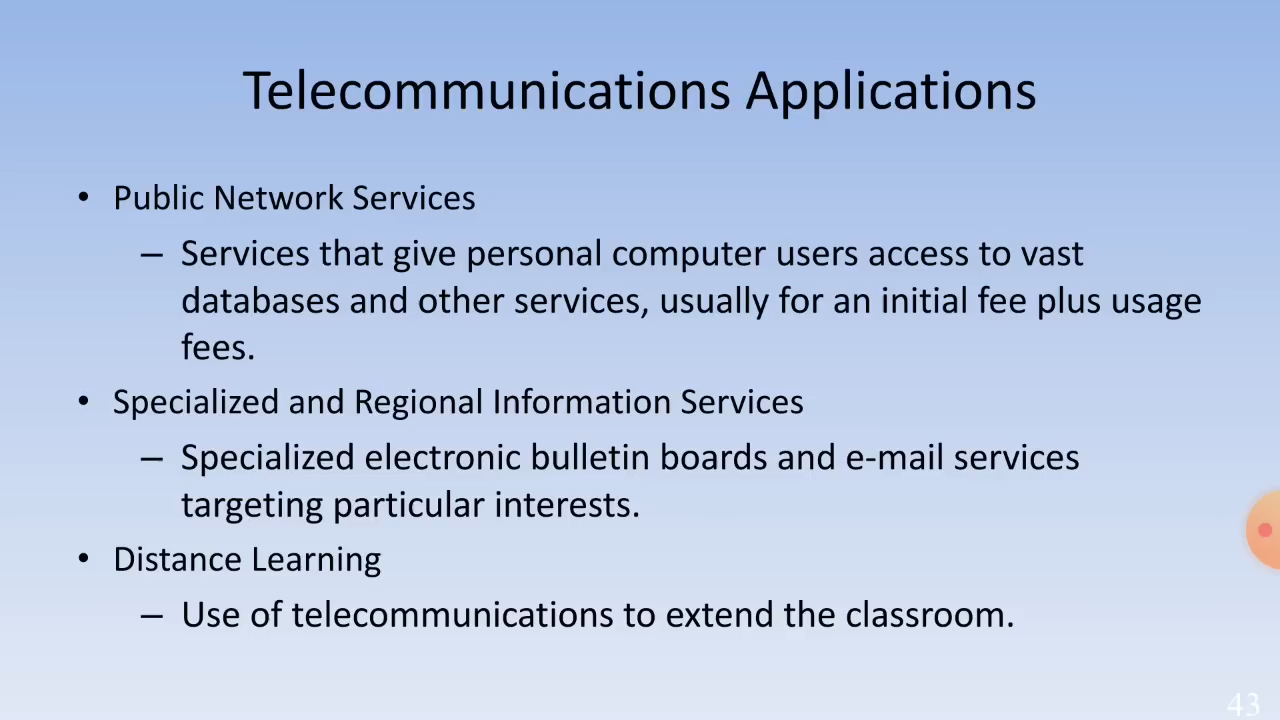 Telecommunications Applications
• Public Network Services
– Services that give personal computer users access to vast
databases and other services, usually for an initial fee plus usage
fees.
• Specialized and Regional Information Services
– Specialized electronic bulletin boards and e-mail services
targeting particular interests.
• Distance Learning
– Use of telecommunications to extend the classroom.
43